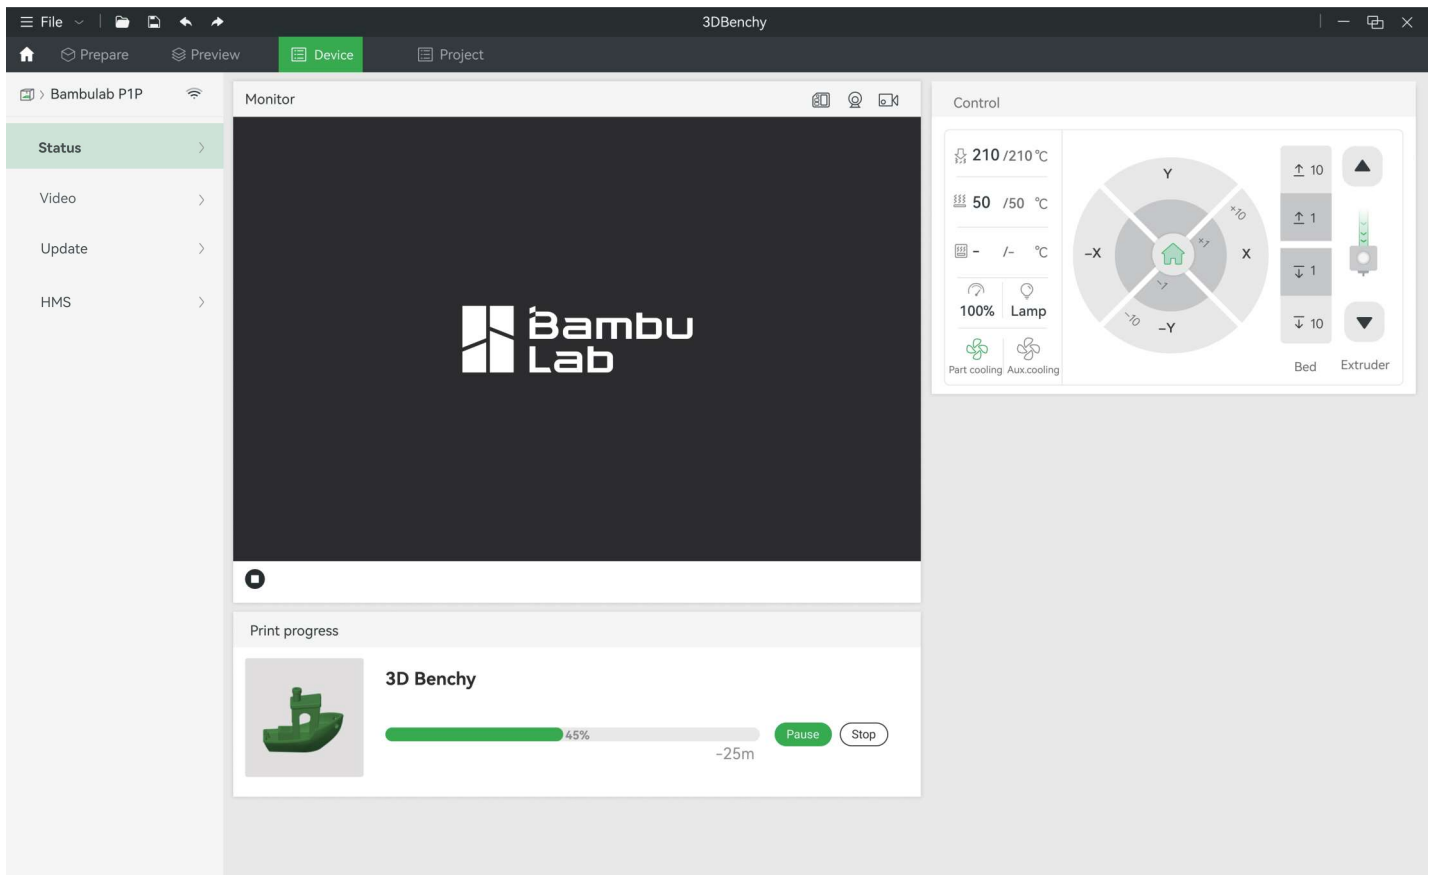 File
3DBenchy
Prepare
Preview
Device
Project
Bambulab P1P
Status
Video
Update
HMS
Monitor
Bambu
Lab
Print progress
3D Benchy
45%
-25m
Pause
Stop
Control
210 /210 °C
50 /50 °C
- /- °C
100% Lamp
Part cooling Aux.cooling
Y
+10
+1
-X
X
-1
-10
-Y
10
1
1
10
Bed
Extruder